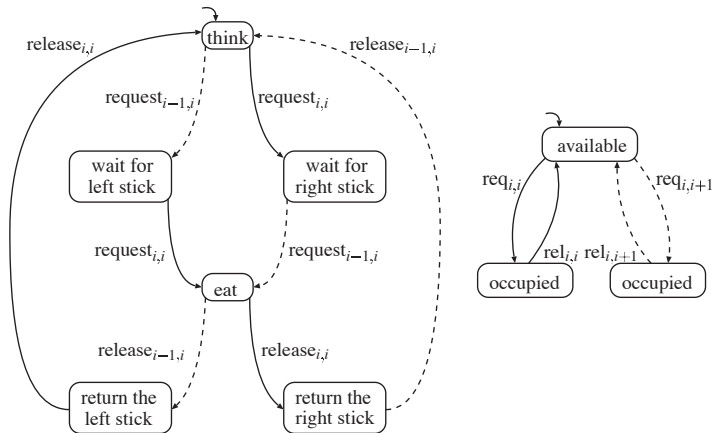 think
release_{i,i}
release_{i−1,i}
request_{i−1,i}
request_{i,i}
wait for
left stick
wait for
right stick
request_{i,i}
request_{i−1,i}
eat
release_{i−1,i}
release_{i,i}
return the
left stick
return the
right stick
available
req_{i,i}
req_{i,i+1}
rel_{i,i}
rel_{i,i+1}
occupied
occupied